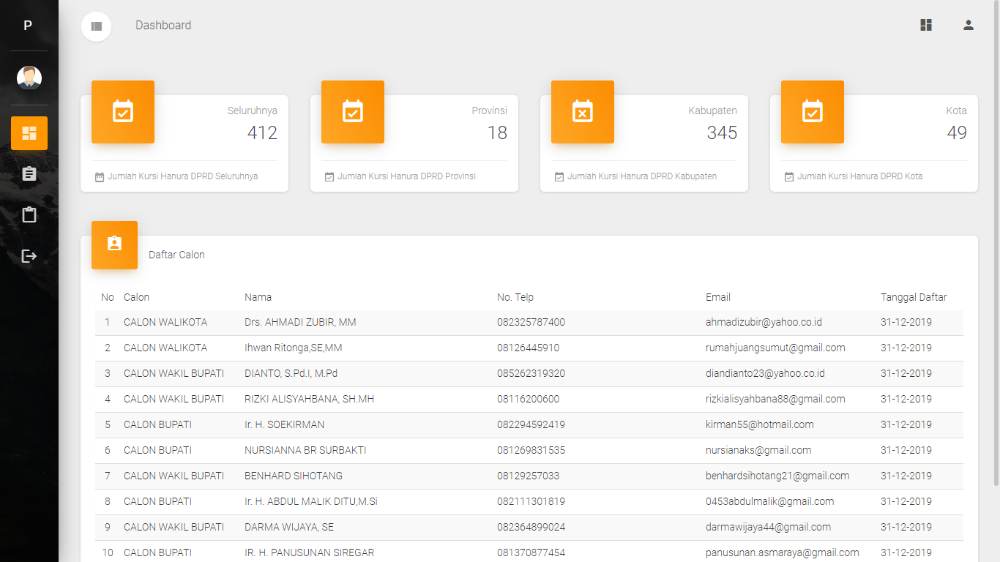 P
Dashboard
Seluruhnya
412
Jumlah Kursi Hanura DPRD Seluruhnya
Provinsi
18
Jumlah Kursi Hanura DPRD Provinsi
Kabupaten
345
Jumlah Kursi Hanura DPRD Kabupaten
Kota
49
Jumlah Kursi Hanura DPRD Kota
Daftar Calon
No Calon Nama No. Telp Email Tanggal Daftar
1 CALON WALIKOTA Drs. AHMADI ZUBIR, MM 082325787400 ahmadizubir@yahoo.co.id 31-12-2019
2 CALON WALIKOTA Ihwan Ritonga,SE,MM 08126445910 rumahjuangsumut@gmail.com 31-12-2019
3 CALON WAKIL BUPATI DIANTO, S.Pd.I, M.Pd 085262319320 diandianto23@yahoo.co.id 31-12-2019
4 CALON WAKIL BUPATI RIZKI ALISYAHBANA, SH.MH 08116200600 rizkialisyahbana88@gmail.com 31-12-2019
5 CALON BUPATI Ir. H. SOEKIRMAN 082294592419 kirman55@hotmail.com 31-12-2019
6 CALON BUPATI NURSIANNA BR SURBAKTI 081269831535 nursianaks@gmail.com 31-12-2019
7 CALON WAKIL BUPATI BENHARD SIHOTANG 08129257033 benhardsihotang21@gmail.com 31-12-2019
8 CALON BUPATI Ir. H. ABDUL MALIK DITU,M.Si 082111301819 0453abdulmalik@gmail.com 31-12-2019
9 CALON WAKIL BUPATI DARMA WIJAYA, SE 082364899024 darmawijaya44@gmail.com 31-12-2019
10 CALON BUPATI IR. H. PANUSUNAN SIREGAR 081370877454 panusunan.asmaraya@gmail.com 31-12-2019